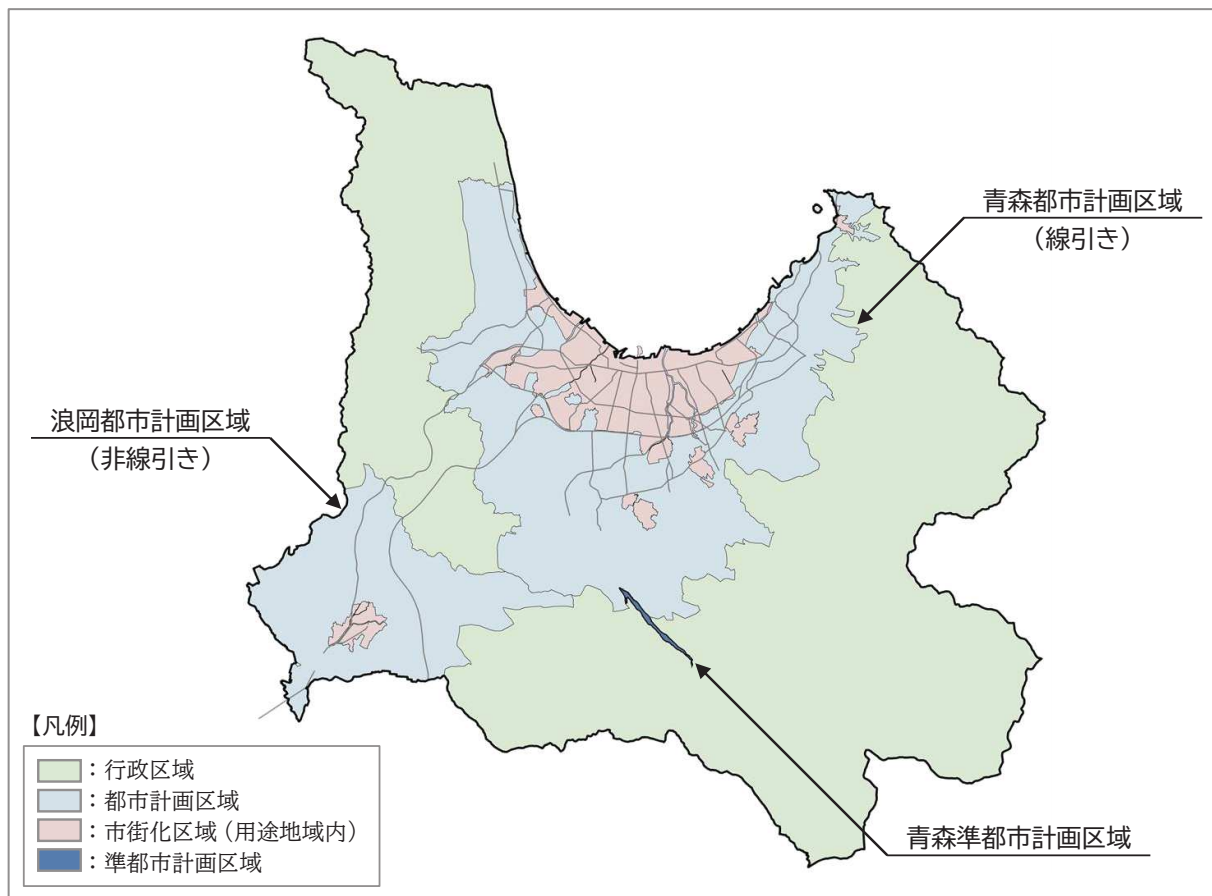 青森都市計画区域
（線引き）
浪岡都市計画区域
（非線引き）
【凡例】
：行政区域
：都市計画区域
：市街化区域（用途地域内）
：準都市計画区域
青森準都市計画区域